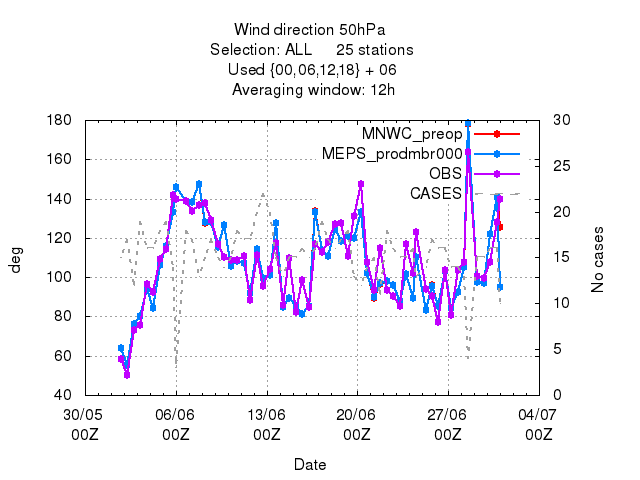 Wind direction 50hPa
Selection: ALL 25 stations
Used {00,06,12,18} + 06
Averaging window: 12h
MNWC_preop
MEPS_prodmbr000
OBS
CASES
deg
180
160
140
120
100
80
60
40
No cases
30
25
20
15
10
5
0
30/05 06/06 13/06 20/06 27/06 04/07
00Z 00Z 00Z 00Z 00Z 00Z
Date